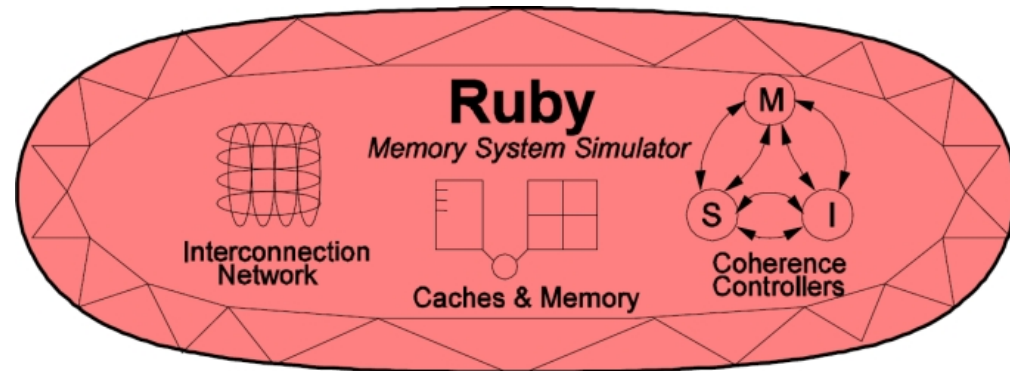 Ruby
Memory System Simulator
M
S
I
Interconnection
Network
Caches & Memory
Coherence
Controllers